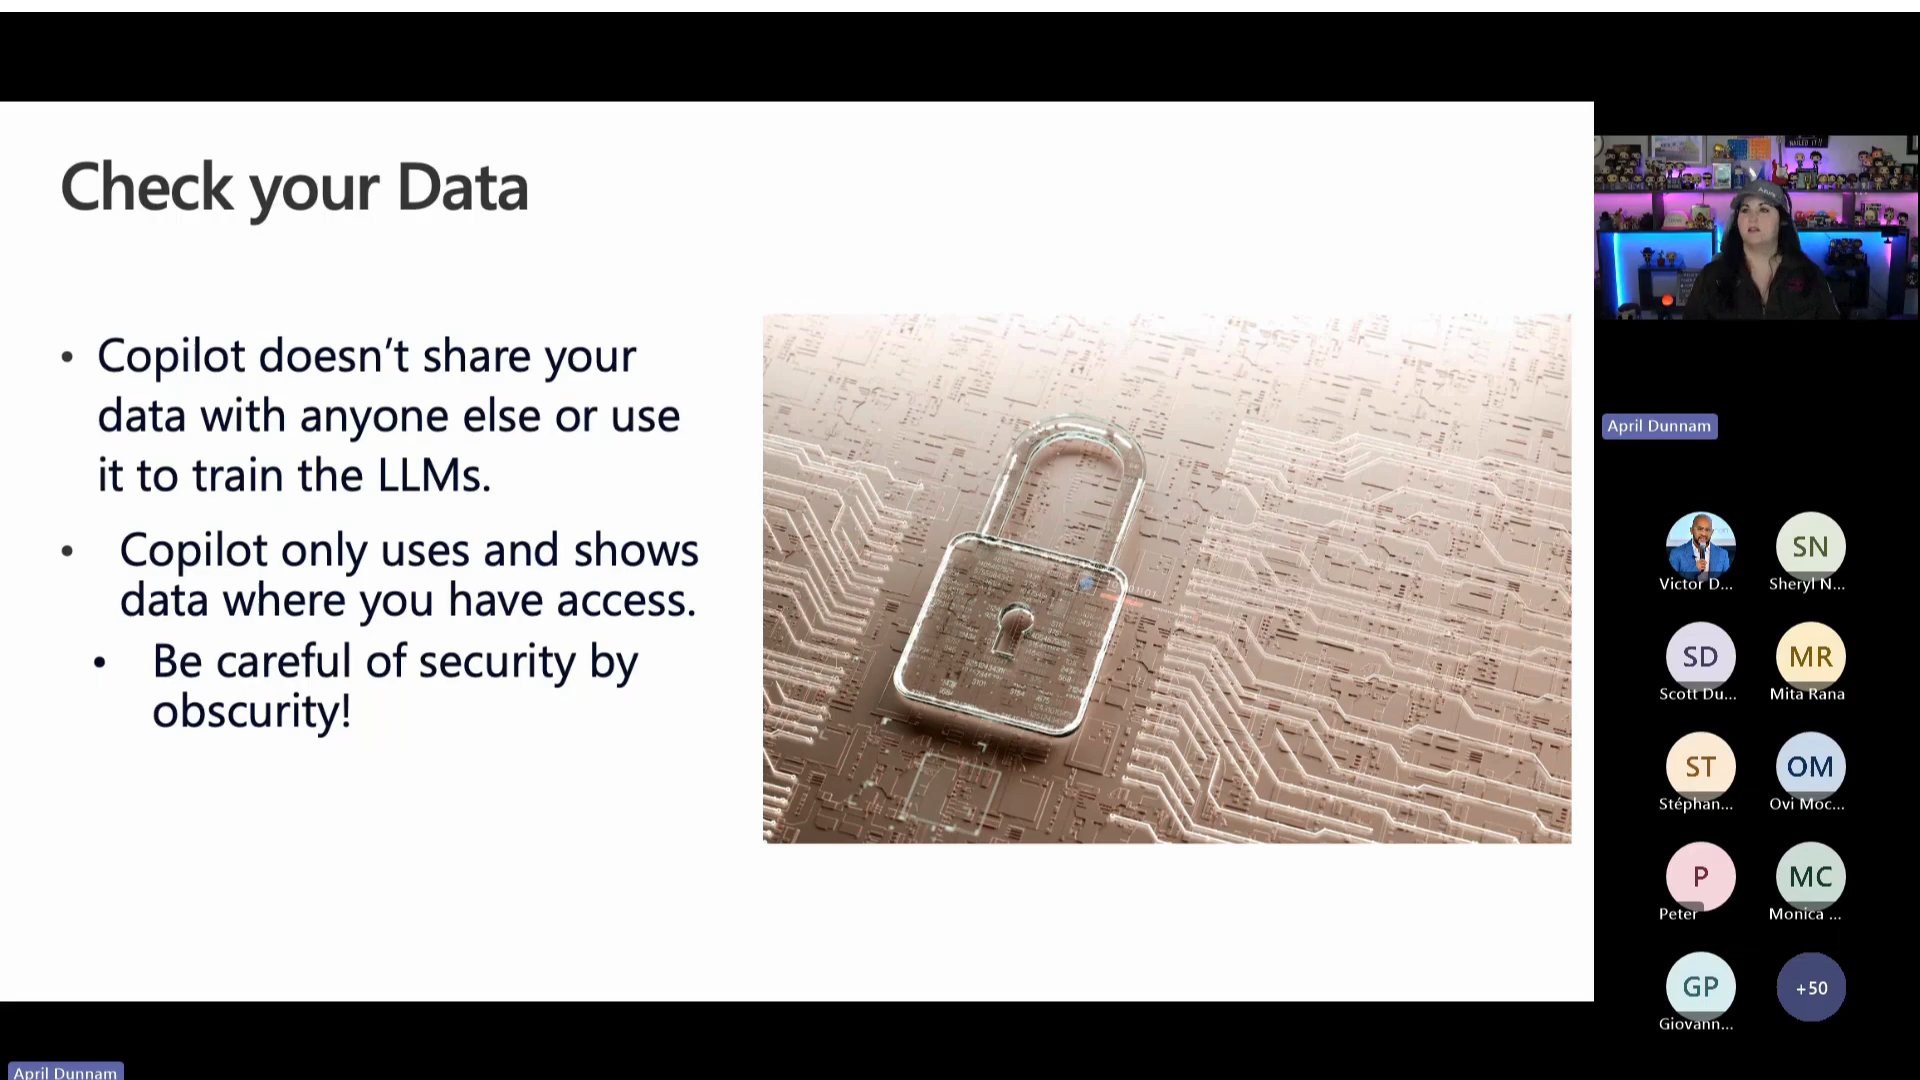 Check your Data
• Copilot doesn’t share your
data with anyone else or use
it to train the LLMs.
• Copilot only uses and shows
data where you have access.
• Be careful of security by
obscurity!
April Dunnam
Victor D...
SN
Sheryl N...
SD
Scott Du...
MR
Mita Rana
ST
Stéphan...
OM
Ovi Moc...
P
Peter
MC
Monica ...
GP
Giovann...
+50
April Dunnam